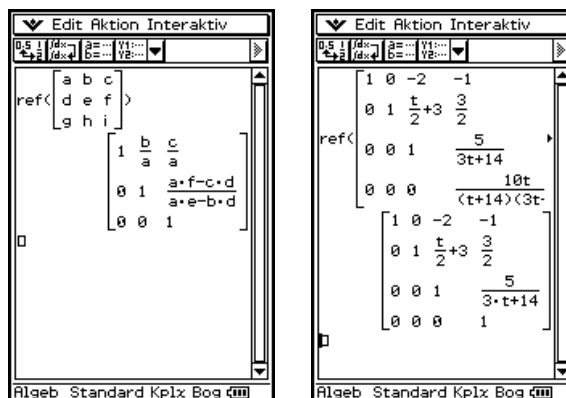 Edit Aktion Interaktiv
ref([a b c
d e f
g h i])
[1 b/a c/a
0 1 a·f-c·d/a·e-b·d
0 0 1]
Algeb Standard Kplx Bog
Edit Aktion Interaktiv
ref([1 0 -2 -1
0 1 t/2+3 3/2
0 0 1 5/3t+14
0 0 0 10t/(t+14)(3t-
[1 0 -2 -1
0 1 t/2+3 3/2
0 0 1 5/3·t+14
0 0 0 1]
Algeb Standard Kplx Bog